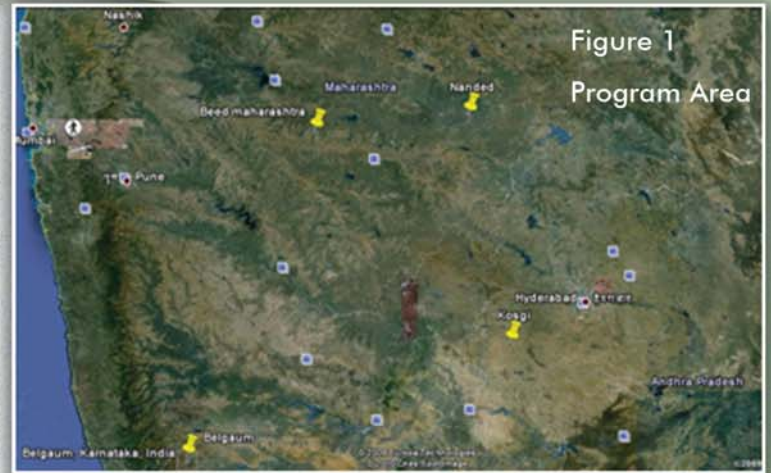 Figure 1
Program Area
Nashik
Maharashtra
Nanded
Beed maharashtra
Mumbai
Pune
Hyderabad
Kosgi
Andhra Pradesh
Belgaum
Belgaum, Karnataka, India